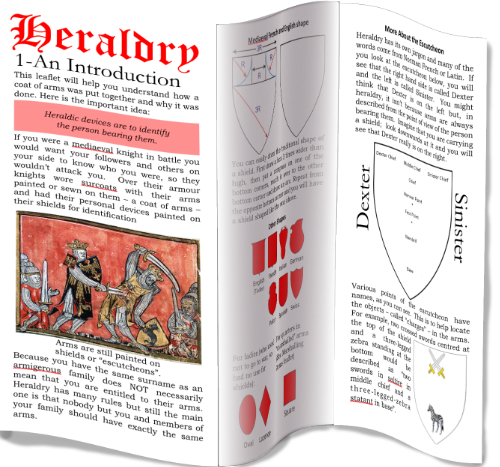 Heraldry
1-An Introduction
This leaflet will help you understand how a
coat of arms was put together and why it was
done. Here is the important idea:
Heraldic devices are to identify
the person bearing them.
If you were a mediaeval knight in battle you
would want your followers and others on
your side to know who you were, so they
wouldn't attack you. Over their armour
knights wore surcoats with their arms
painted or sewn on them – a coat of arms –
and had their personal devices painted on
their shields for identification
Arms are still painted on
shields or "escutcheons".
Because you have the same surname as an
armigerous family does NOT necessarily
mean that you are entitled to their arms.
Heraldry has many rules but still the main
one is that nobody but you and members of
your family should have exactly the same
arms.
Mediaeval French and English shape
2R
R
R
3R
You can easily draw the traditional shape of
Other Shapes
Oval
Lozenge
Square
More About the Escutcheon
Heraldry has its own jargon and many of the
words come from Norman French or Latin. If
you look at the escutcheon below, you will
see that the right hand side is called Dexter
and the left is called Sinister. You might
think that Dexter is on the left but, in
heraldry, it isn't because arms are always
described from the point of view of the person
bearing them. Imagine that you are carrying
a shield; look downwards at it and you will
see that Dexter really is on the right.
Dexter Chief
Middle Chief
Sinister Chief
Chief
Fess Point
Nombril
Base
Dexter
Sinister
Various points of the escutcheon have
names, as you can see. This is to help locate
the objects – called "charges" – in the arms.
For example, two crossed swords centred at
the top of the shield
and a three-legged
zebra standing at the
bottom would be
described as "two
swords in saltire in
middle chief and a
three-legged-zebra
statant in base".